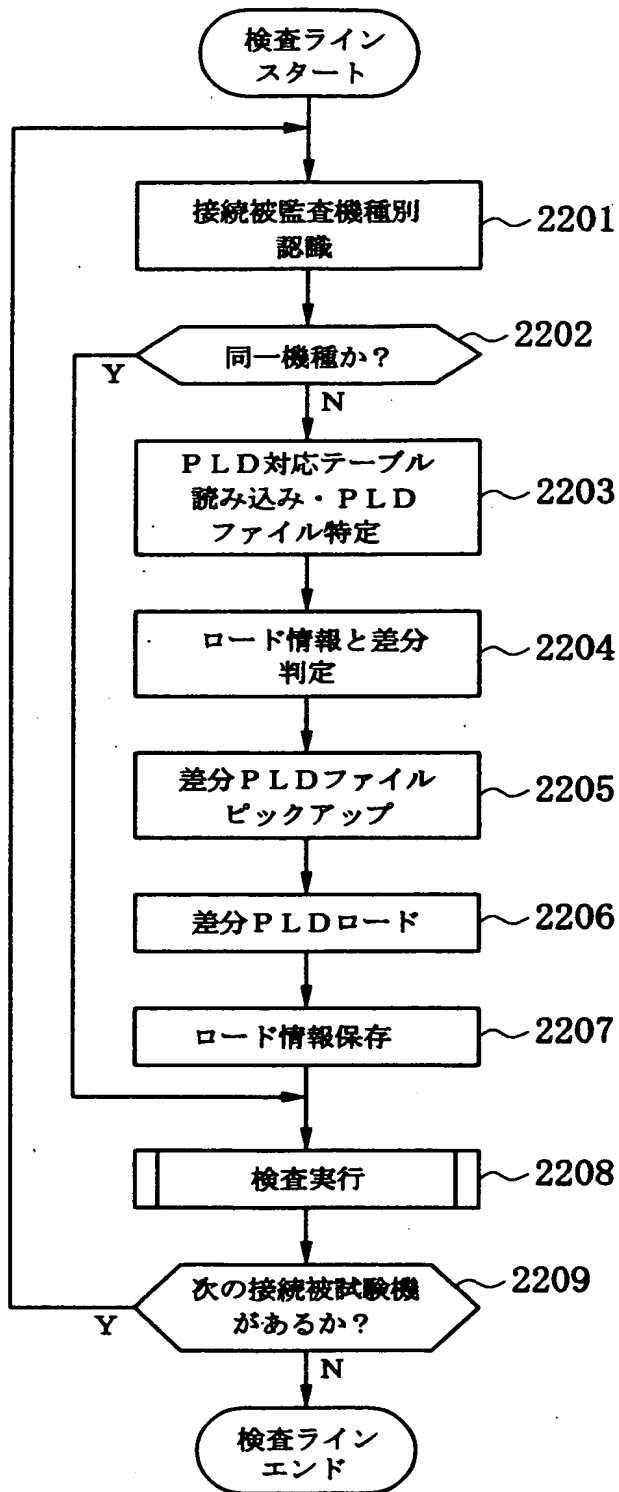 検査ライン
スタート
接続被監査機種別
認識
2201
同一機種か？
2202
Y
N
ＰＬＤ対応テーブル
読み込み・ＰＬＤ
ファイル特定
2203
ロード情報と差分
判定
2204
差分ＰＬＤファイル
ピックアップ
2205
差分ＰＬＤロード
2206
ロード情報保存
2207
検査実行
2208
次の接続被試験機
があるか？
2209
Y
N
検査ライン
エンド